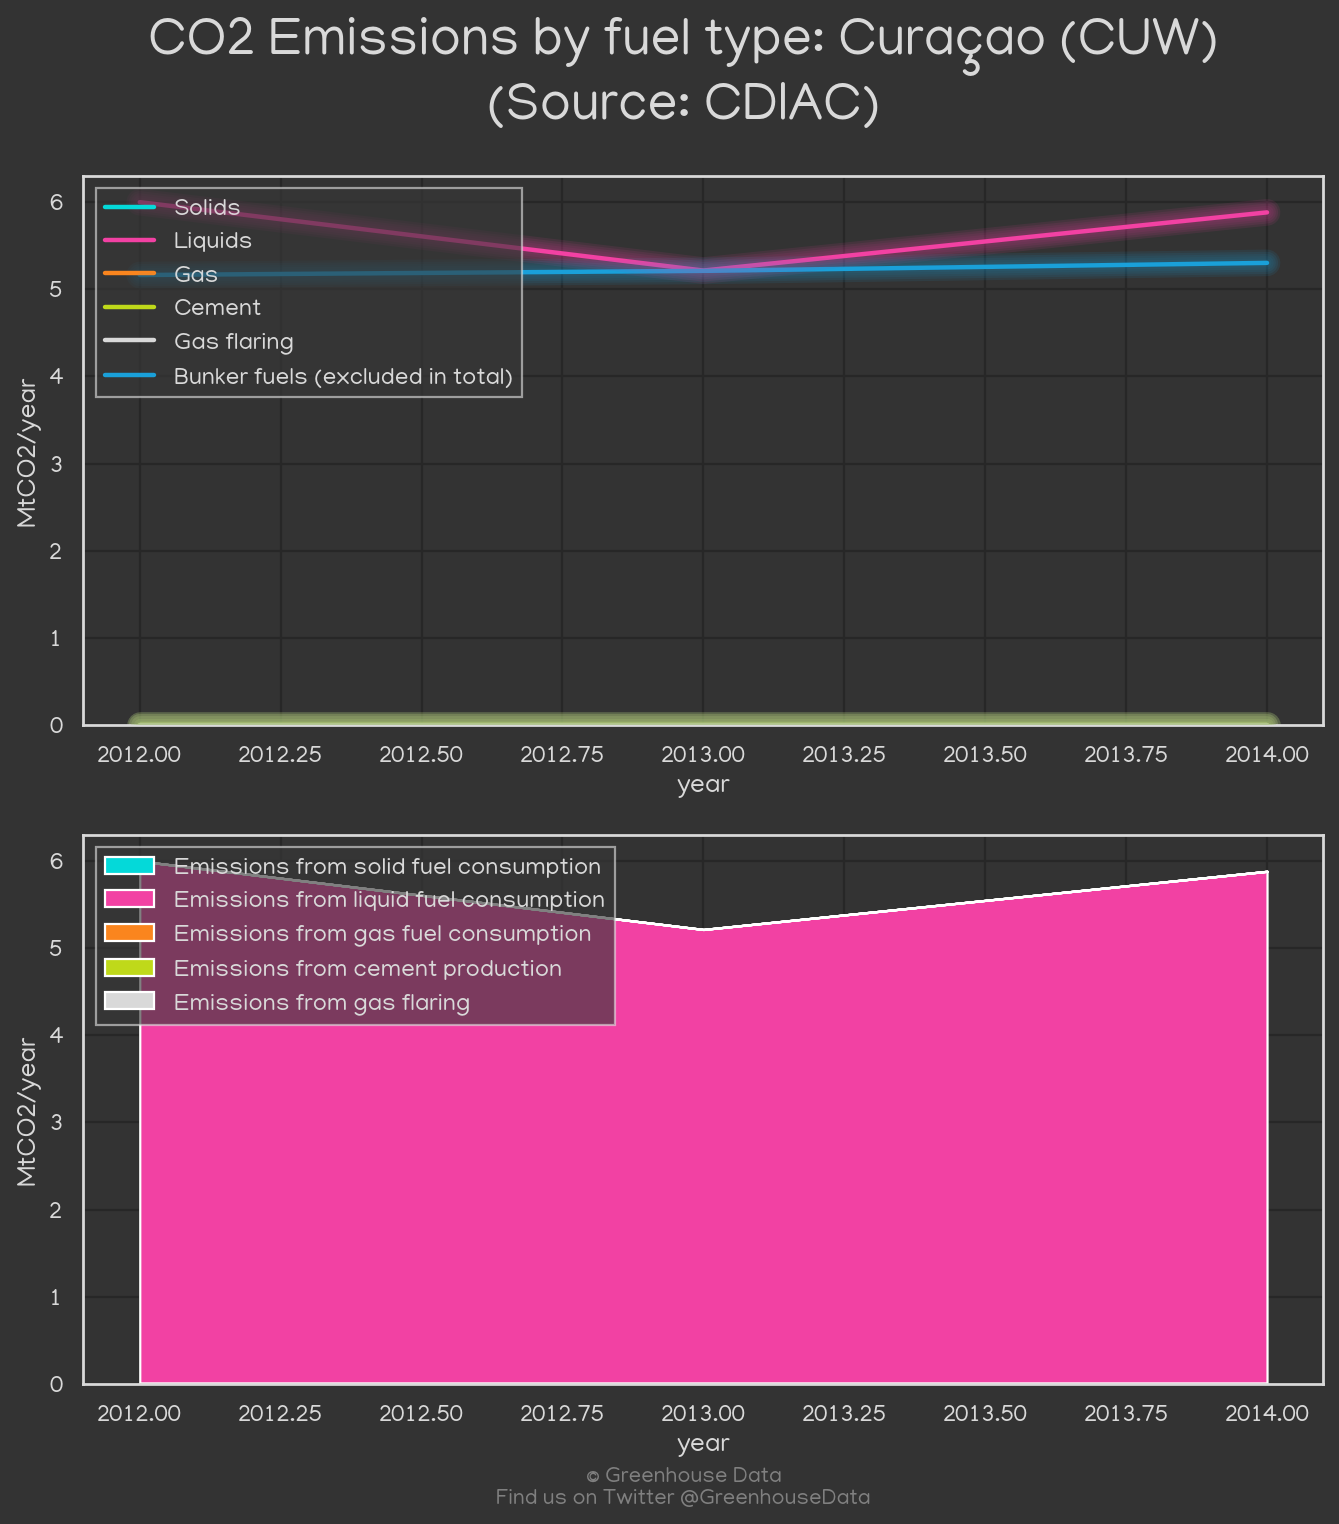 CO2 Emissions by fuel type: Curaçao (CUW)
(Source: CDIAC)
6
5
4
3
2
1
0
MtCO2/year
Solids
Liquids
Gas
Cement
Gas flaring
Bunker fuels (excluded in total)
2012.00 2012.25 2012.50 2012.75 2013.00 2013.25 2013.50 2013.75 2014.00
year
6
5
4
3
2
1
0
MtCO2/year
Emissions from solid fuel consumption
Emissions from liquid fuel consumption
Emissions from gas fuel consumption
Emissions from cement production
Emissions from gas flaring
2012.00 2012.25 2012.50 2012.75 2013.00 2013.25 2013.50 2013.75 2014.00
year
© Greenhouse Data
Find us on Twitter @GreenhouseData